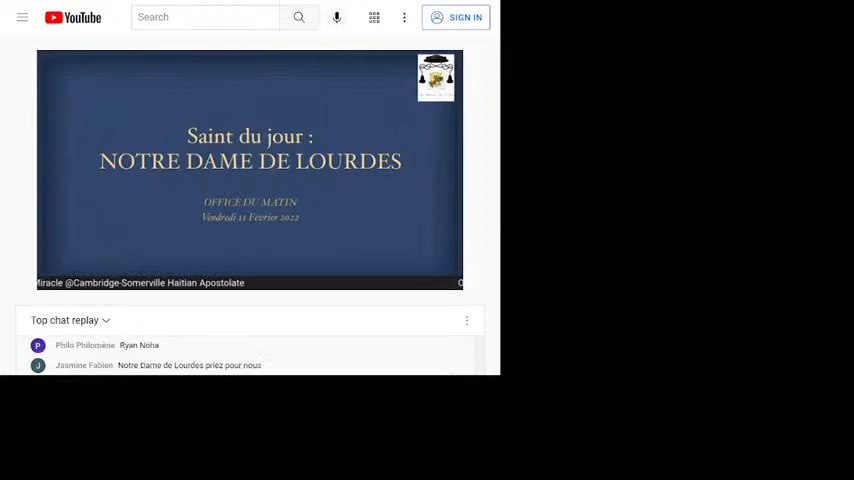 YouTube
Search
SIGN IN
Saint du jour :
NOTRE DAME DE LOURDES
OFFICE DU MATIN
Vendredi 11 Février 2022
Miracle @Cambridge-Somerville Haitian Apostolate
Top chat replay
P Philo Philomène Ryan Noha
J Jasmine Fabien Notre Dame de Lourdes priez pour nous